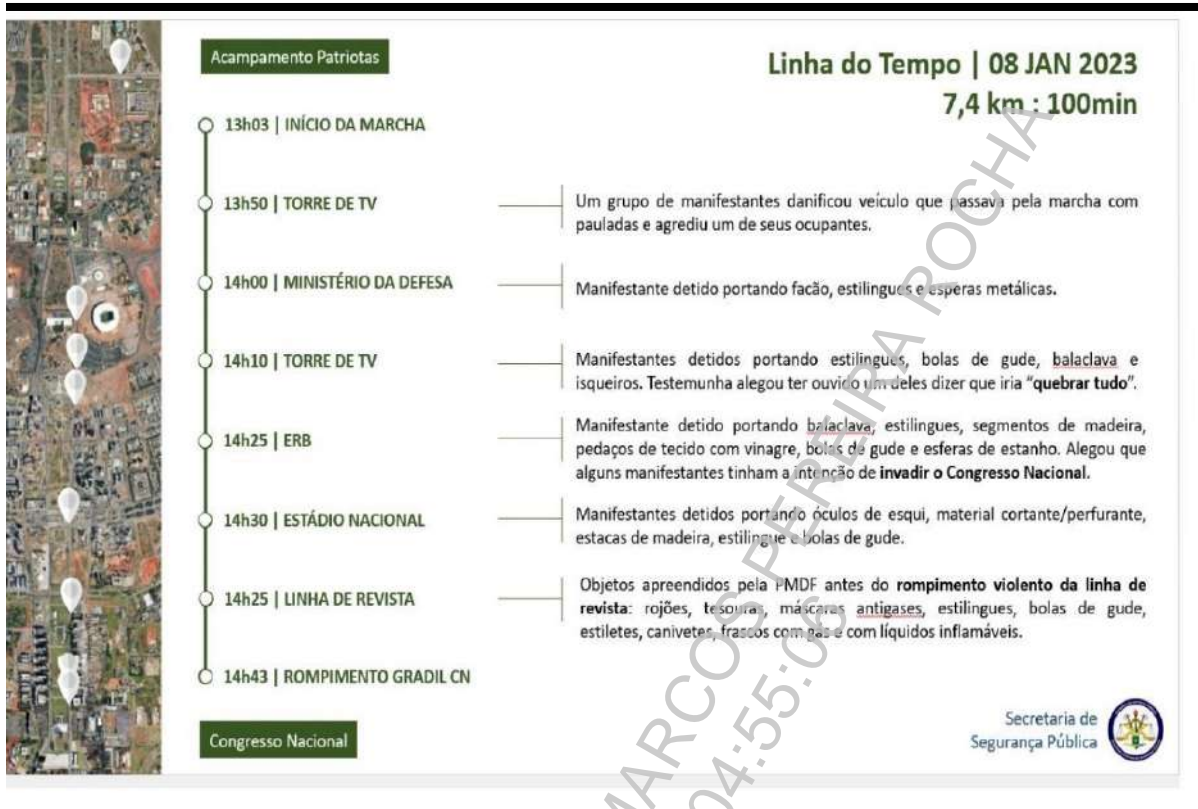 Acampamento Patriotas
Linha do Tempo | 08 JAN 2023
7,4 km : 100min
13h03 | INÍCIO DA MARCHA
13h50 | TORRE DE TV
Um grupo de manifestantes danificou veículo que passava pela marcha com
pauladas e agrediu um de seus ocupantes.
14h00 | MINISTÉRIO DA DEFESA
Manifestante detido portando facão, estilingues e esperas metálicas.
14h10 | TORRE DE TV
Manifestantes detidos portando estilingues, bolas de gude, balaclava e
isqueiros. Testemunha alegou ter ouvido um deles dizer que iria “quebrar tudo”.
14h25 | ERB
Manifestante detido portando balaclava, estilingues, segmentos de madeira,
pedaços de tecido com vinagre, bolas de gude e esferas de estanho. Alegou que
alguns manifestantes tinham a intenção de invadir o Congresso Nacional.
14h30 | ESTÁDIO NACIONAL
Manifestantes detidos portando óculos de esqui, material cortante/perfurante,
estacas de madeira, estilingue e bolas de gude.
14h25 | LINHA DE REVISTA
Objetos apreendidos pela PMDF antes do rompimento violento da linha de
revista: rojões, tesouras, máscaras antigases, estilingues, bolas de gude,
estiletes, canivetes, frascos com gás e com líquidos inflamáveis.
14h43 | ROMPIMENTO GRADIL CN
Congresso Nacional
Secretaria de
Segurança Pública
MARCOS PEREIRA ROCHA
04:55:06